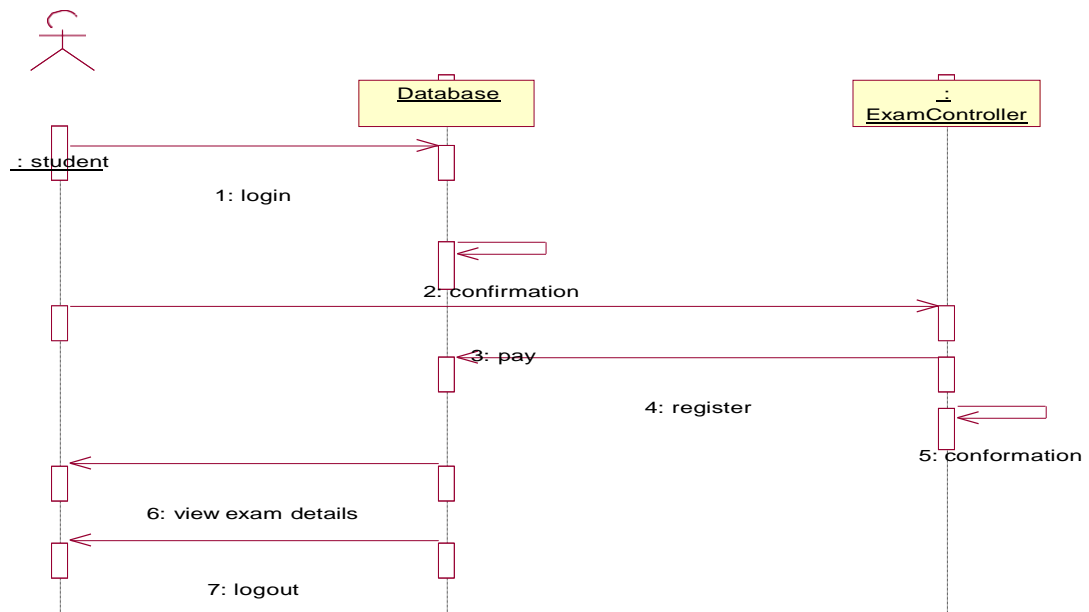 Database
:
ExamController
: student
1: login
2: confirmation
3: pay
4: register
5: conformation
6: view exam details
7: logout